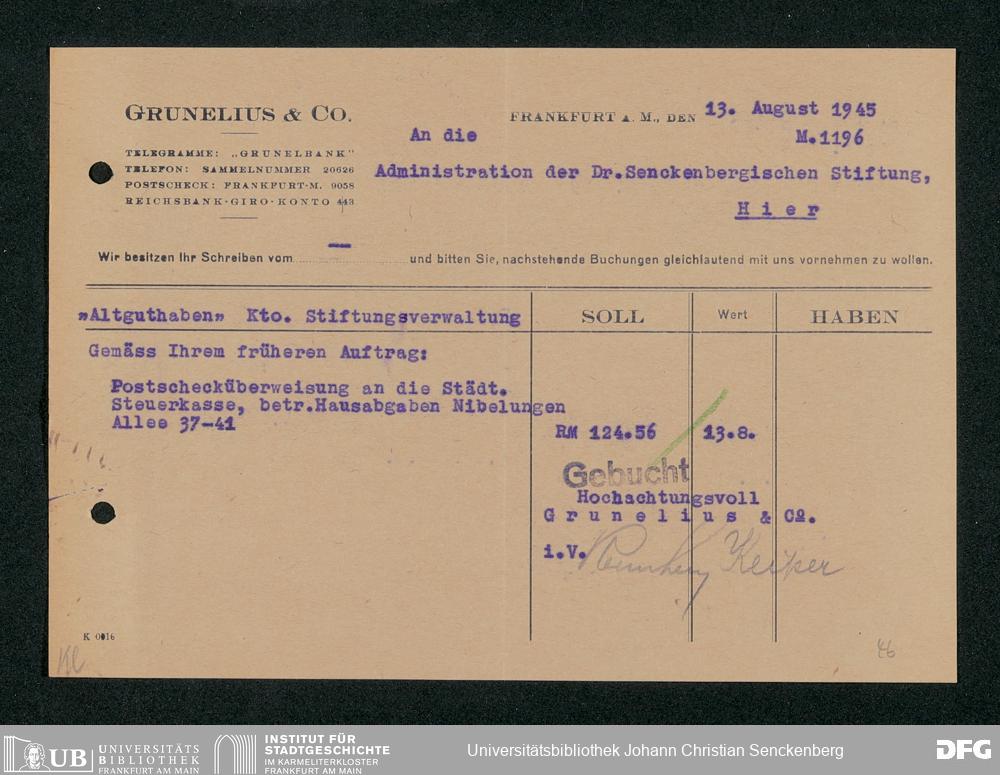 GRUNELIUS & CO.
FRANKFURT A. M., DEN 13. August 1945
An die M.1196
TELEGRAMME: „GRUNELBANK"
TELEFON: SAMMELNUMMER 20626
Administration der Dr.Senckenbergischen Stiftung,
POSTSCHECK: FRANKFURT-M. 9058
REICHSBANK-GIRO-KONTO 443
Hier
Wir besitzen Ihr Schreiben vom — und bitten Sie, nachstehende Buchungen gleichlautend mit uns vornehmen zu wollen.
"Altguthaben" Kto. Stiftungsverwaltung SOLL Wert HABEN
Gemäss Ihrem früheren Auftrag:
Postschecküberweisung an die Städt.
Steuerkasse, betr.Hausabgaben Nibelungen
Allee 37-41
RM 124.56 13.8.
Gebucht
Hochachtungsvoll
Grunelius & Co.
i.V. Keiper
K 0016
46
UB UNIVERSITÄTS
BIBLIOTHEK
FRANKFURT AM MAIN
INSTITUT FÜR
STADTGESCHICHTE
IM KARMELITERKLOSTER
FRANKFURT AM MAIN
Universitätsbibliothek Johann Christian Senckenberg
DFG